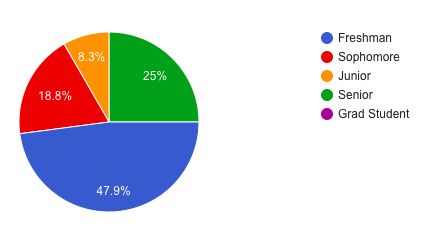 8.3%
25%
18.8%
47.9%
Freshman
Sophomore
Junior
Senior
Grad Student